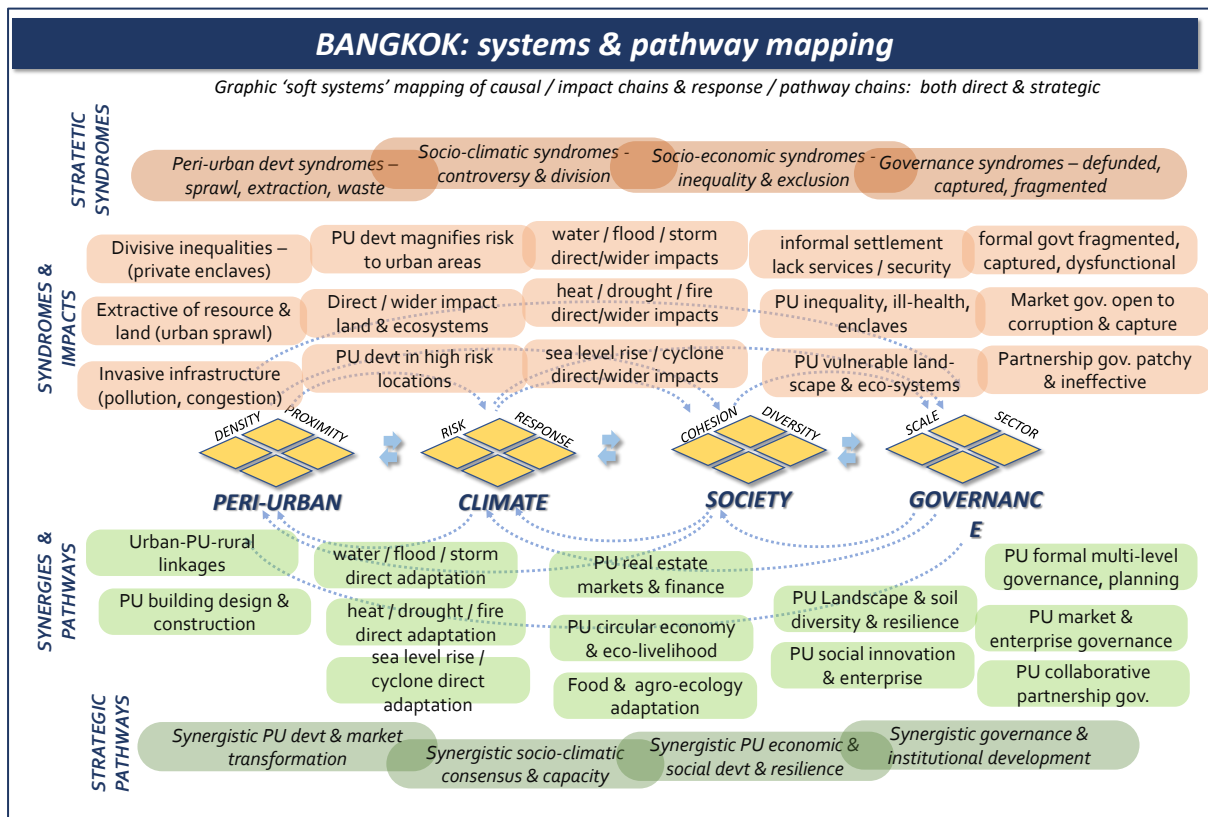 BANGKOK: systems & pathway mapping
Graphic ‘soft systems’ mapping of causal / impact chains & response / pathway chains: both direct & strategic
STRATETIC
SYNDROMES
Peri-urban devt syndromes –
sprawl, extraction, waste
Socio-climatic syndromes -
controversy & division
Socio-economic syndromes -
inequality & exclusion
Governance syndromes – defunded,
captured, fragmented
SYNDROMES &
IMPACTS
Divisive inequalities –
(private enclaves)
PU devt magnifies risk
to urban areas
water / flood / storm
direct/wider impacts
informal settlement
lack services / security
formal govt fragmented,
captured, dysfunctional
Extractive of resource &
land (urban sprawl)
Direct / wider impact
land & ecosystems
heat / drought / fire
direct/wider impacts
PU inequality, ill-health,
enclaves
Market gov. open to
corruption & capture
Invasive infrastructure
(pollution, congestion)
PU devt in high risk
locations
sea level rise / cyclone
direct/wider impacts
PU vulnerable land-
scape & eco-systems
Partnership gov. patchy
& ineffective
DENSITY
PROXIMITY
RISK
RESPONSE
COHESION
DIVERSITY
SCALE
SECTOR
PERI-URBAN
CLIMATE
SOCIETY
GOVERNANC
E
SYNERGIES &
PATHWAYS
Urban-PU-rural
linkages
PU building design &
construction
water / flood / storm
direct adaptation
heat / drought / fire
direct adaptation
sea level rise /
cyclone direct
adaptation
PU real estate
markets & finance
PU circular economy
& eco-livelihood
Food & agro-ecology
adaptation
PU Landscape & soil
diversity & resilience
PU social innovation
& enterprise
PU formal multi-level
governance, planning
PU market &
enterprise governance
PU collaborative
partnership gov.
STRATEGIC
PATHWAYS
Synergistic PU devt & market
transformation
Synergistic socio-climatic
consensus & capacity
Synergistic PU economic &
social devt & resilience
Synergistic governance &
institutional development